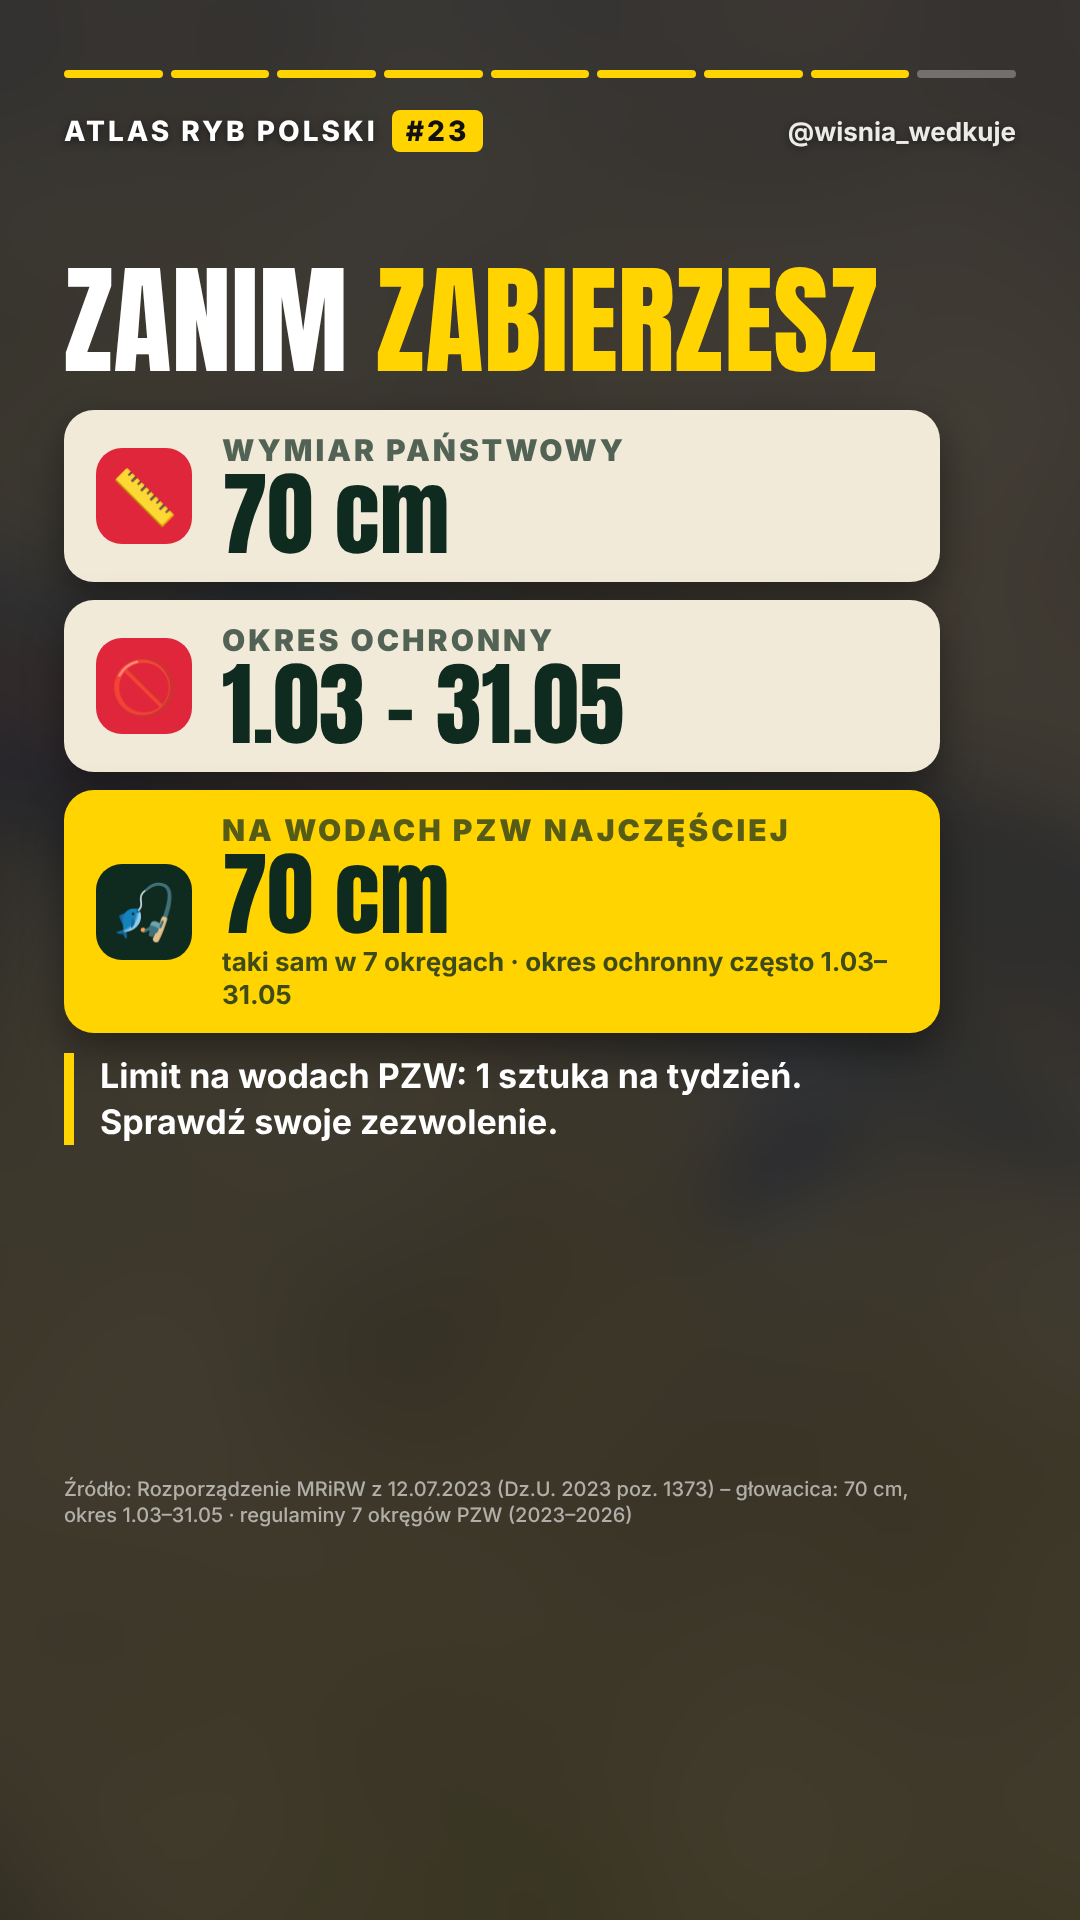 ATLAS RYB POLSKI #23
@wisnia_wedkuje
ZANIM ZABIERZESZ
WYMIAR PAŃSTWOWY
70 cm
OKRES OCHRONNY
1.03 - 31.05
NA WODACH PZW NAJCZĘŚCIEJ
70 cm
taki sam w 7 okręgach · okres ochronny często 1.03–
31.05
Limit na wodach PZW: 1 sztuka na tydzień.
Sprawdź swoje zezwolenie.
Źródło: Rozporządzenie MRiRW z 12.07.2023 (Dz.U. 2023 poz. 1373) – głowacica: 70 cm,
okres 1.03–31.05 · regulaminy 7 okręgów PZW (2023–2026)